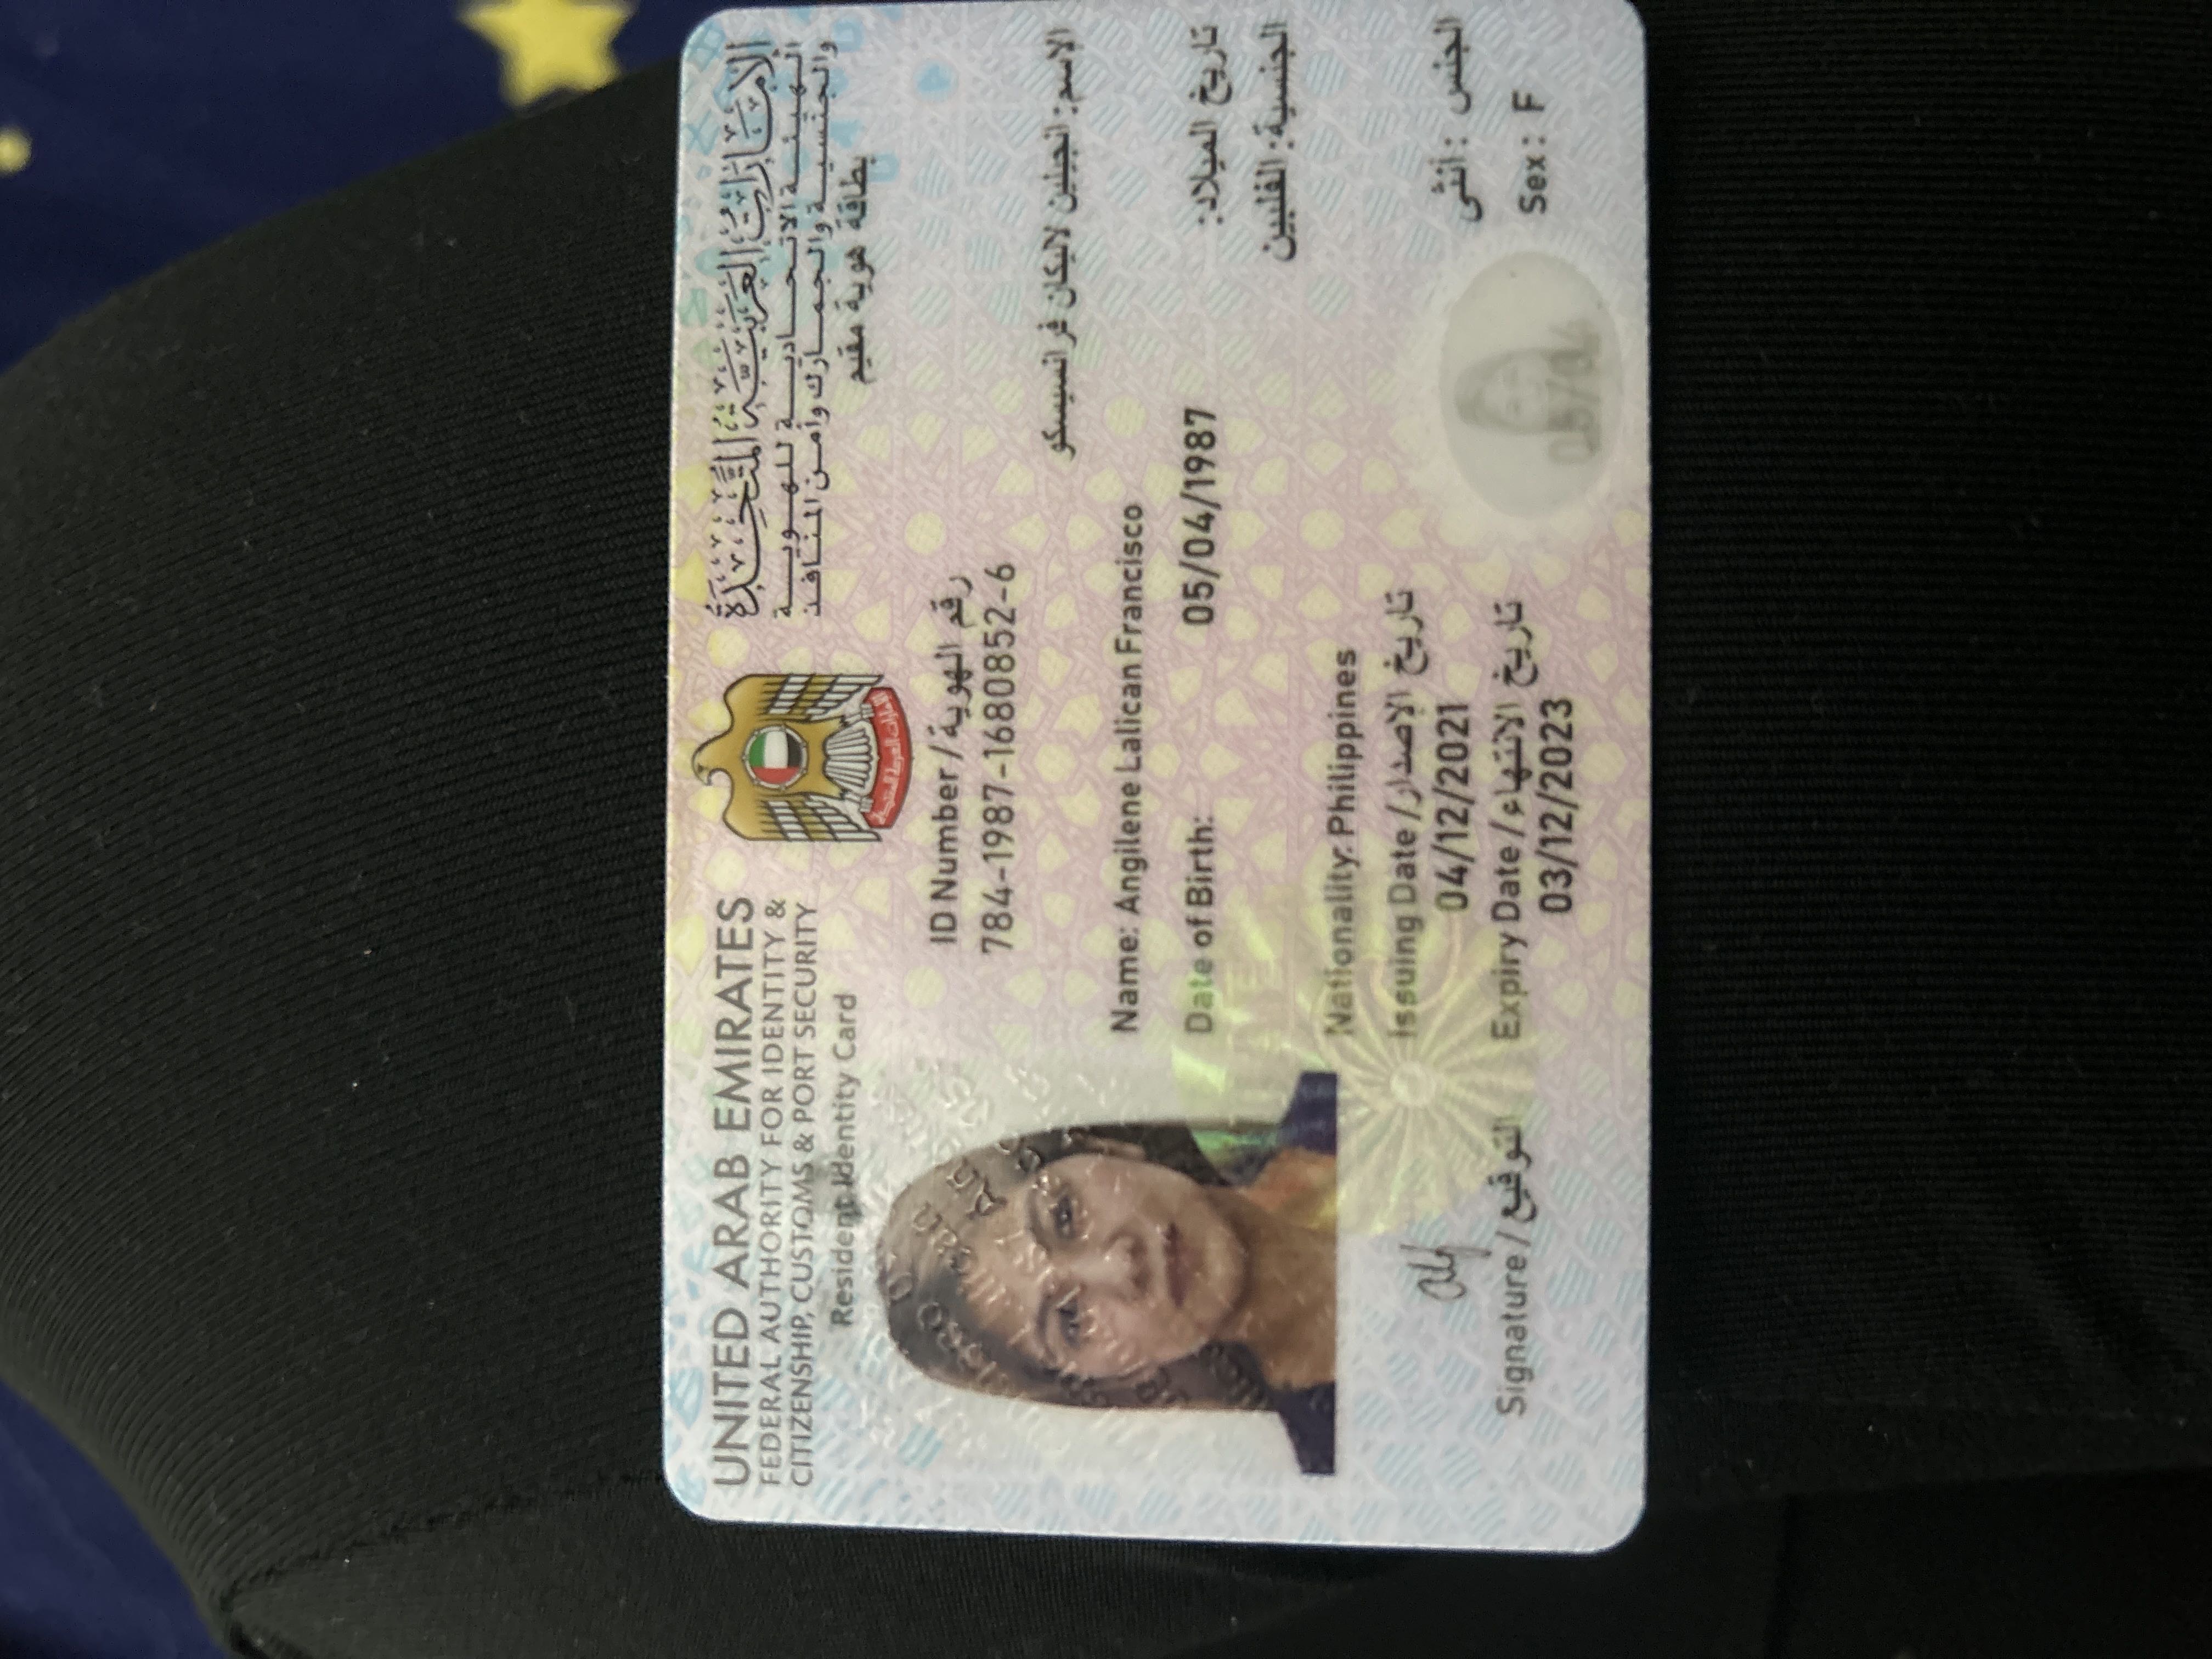 UNITED ARAB EMIRATES
FEDERAL AUTHORITY FOR IDENTITY &
CITIZENSHIP, CUSTOMS & PORT SECURITY
Resident Identity Card
الإمارات العربية المتحدة
الهيئة الاتحادية للهوية
والجنسية والجمارك وأمن المنافذ
بطاقة هوية مقيم
الإمارات العربية المتحدة
ID Number / رقم الهوية
784-1987-1680852-6
الإسم: انجيلين لاليكان فرانسيسكو
Name: Angilene Lalican Francisco
Date of Birth: 05/04/1987 تاريخ الميلاد:
الجنسية: الفلبين
Nationality: Philippines
Issuing Date / تاريخ الإصدار
04/12/2021
Expiry Date / تاريخ الانتهاء
03/12/2023
الجنس : أنثى
Sex : F
Signature / التوقيع